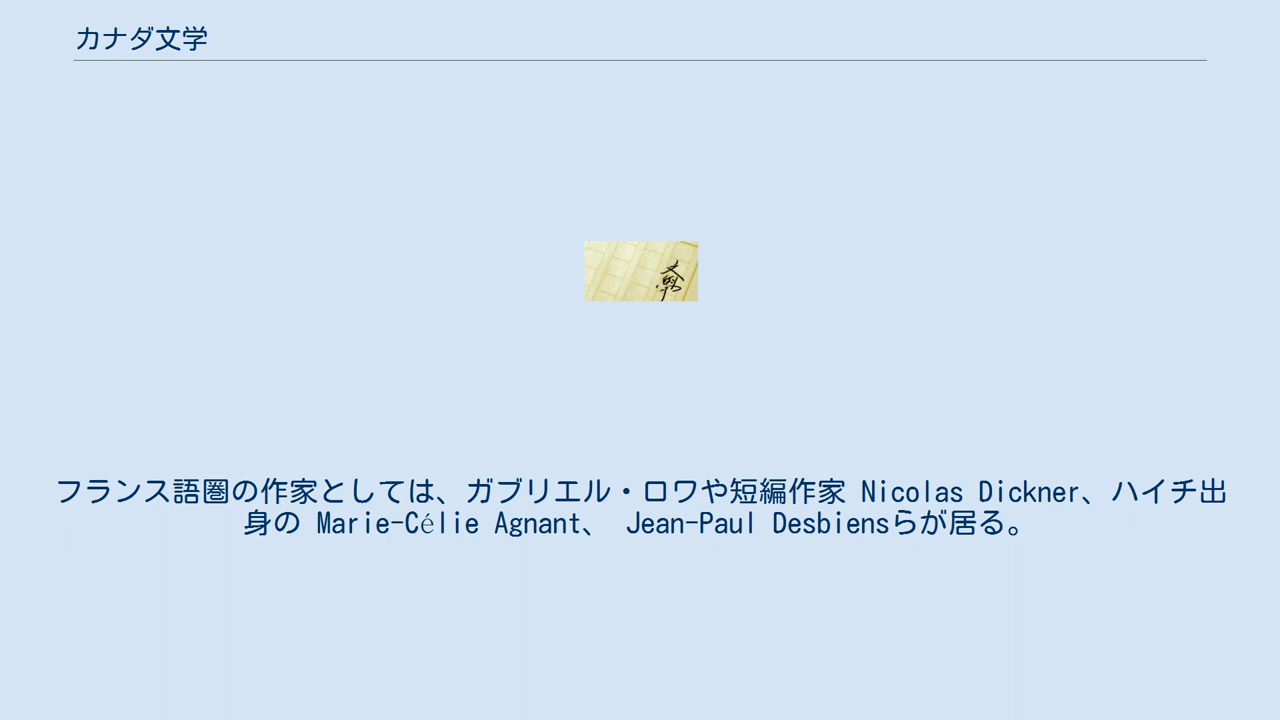 カナダ文学
フランス語圏の作家としては、ガブリエル・ロワや短編作家 Nicolas Dickner、ハイチ出
身の Marie-Célie Agnant、 Jean-Paul Desbiensらが居る。